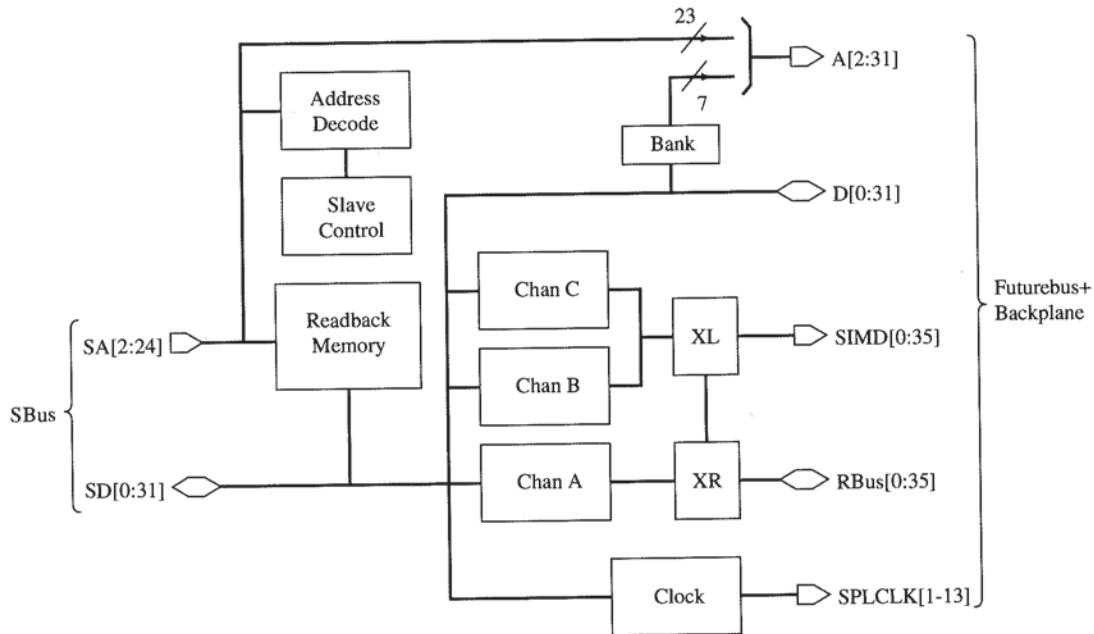 23
A[2:31]
7
Address
Decode
Bank
D[0:31]
Slave
Control
Chan C
Futurebus+
Backplane
Readback
Memory
SA[2:24]
XL
SIMD[0:35]
Chan B
SBus
SD[0:31]
Chan A
XR
RBus[0:35]
Clock
SPLCLK[1-13]